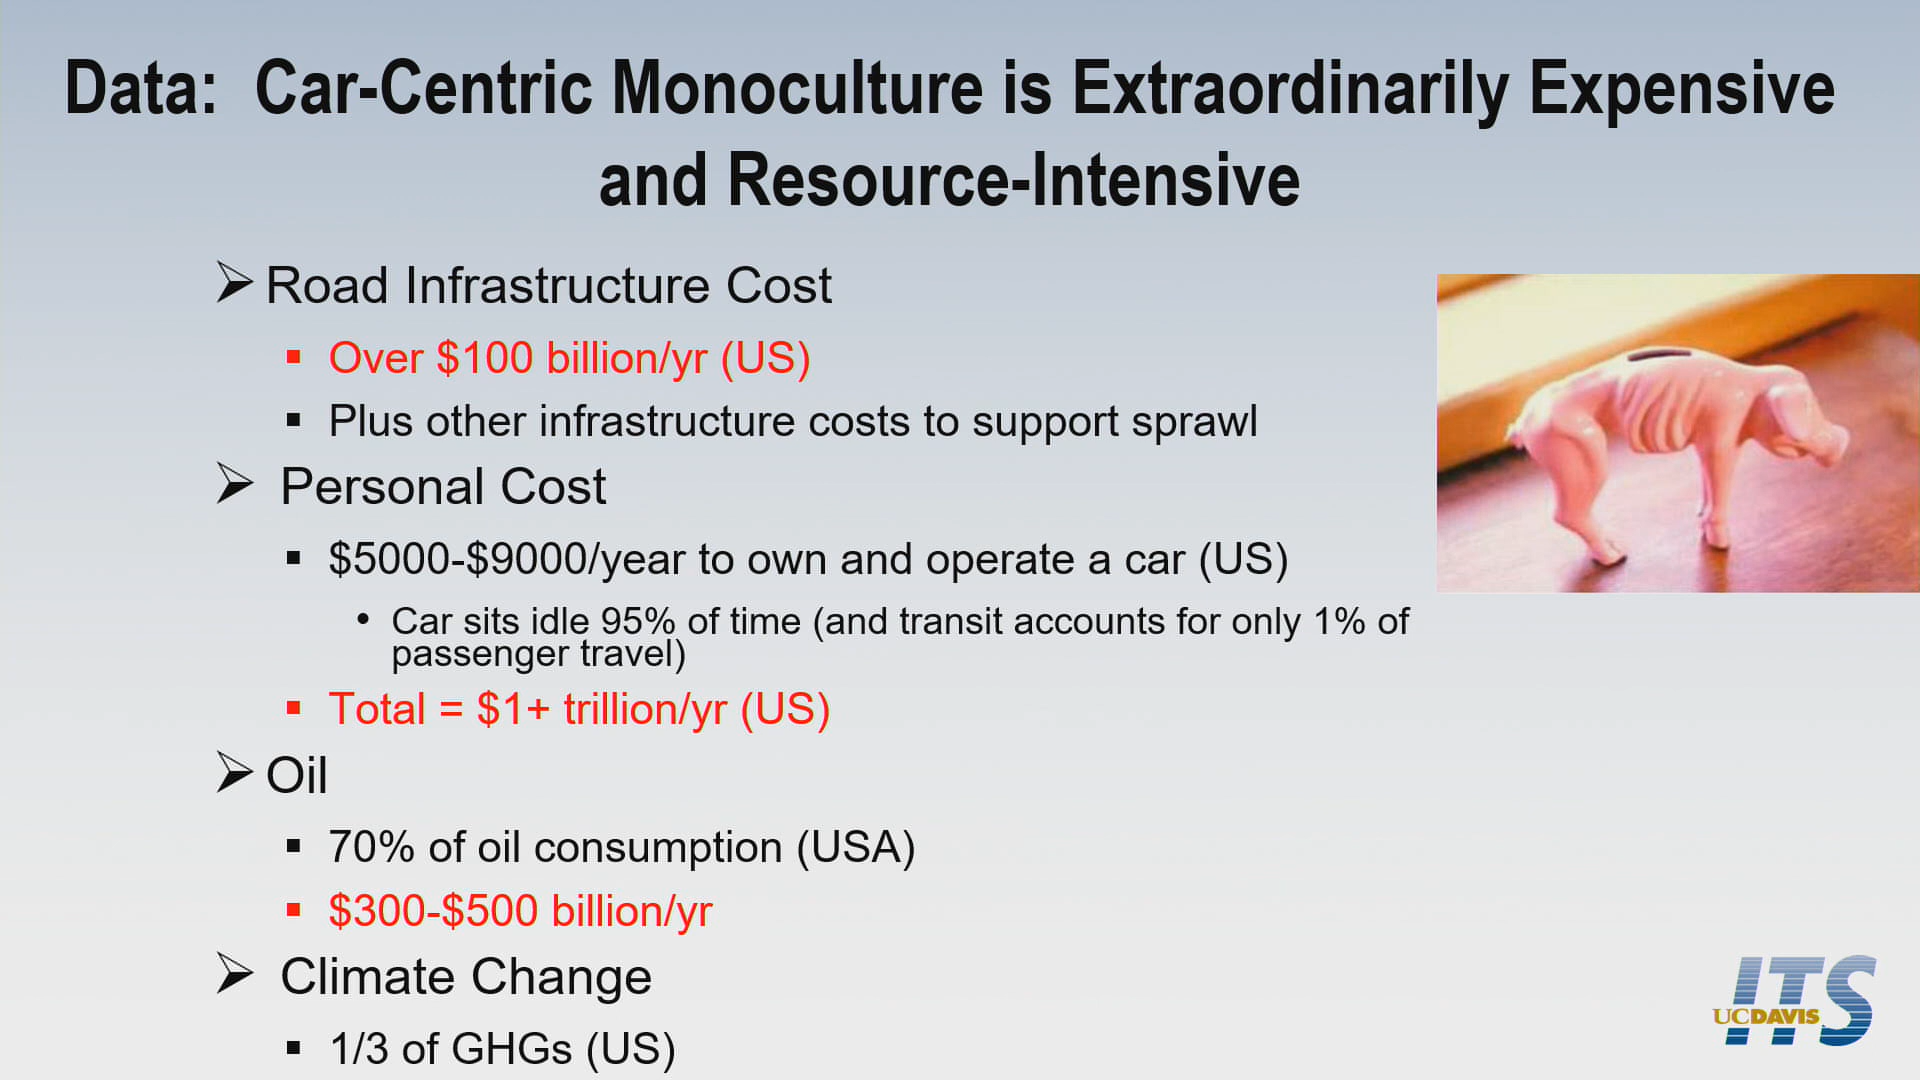 Data: Car-Centric Monoculture is Extraordinarily Expensive
and Resource-Intensive
Road Infrastructure Cost
Over $100 billion/yr (US)
Plus other infrastructure costs to support sprawl
Personal Cost
$5000-$9000/year to own and operate a car (US)
Car sits idle 95% of time (and transit accounts for only 1% of
passenger travel)
Total = $1+ trillion/yr (US)
Oil
70% of oil consumption (USA)
$300-$500 billion/yr
Climate Change
1/3 of GHGs (US)
ITS
UCDAVIS